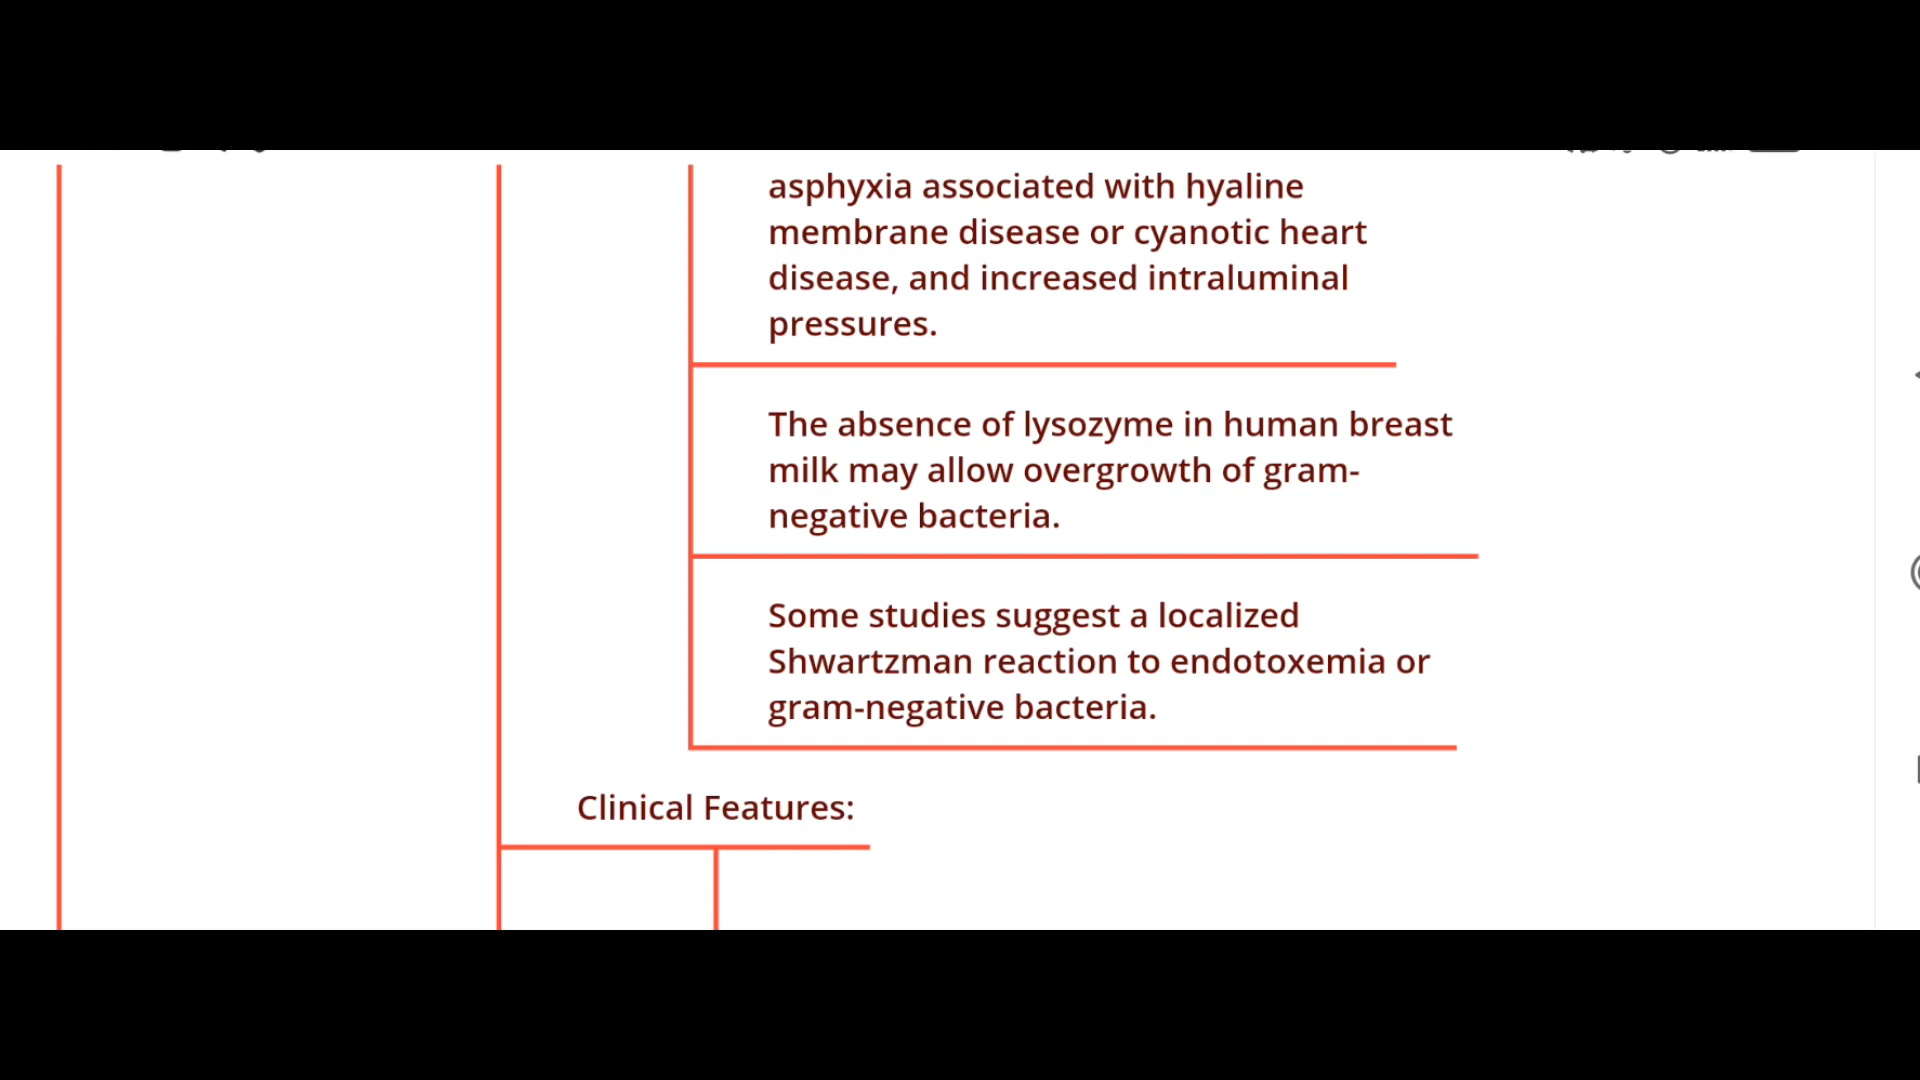 asphyxia associated with hyaline
membrane disease or cyanotic heart
disease, and increased intraluminal
pressures.
The absence of lysozyme in human breast
milk may allow overgrowth of gram-
negative bacteria.
Some studies suggest a localized
Shwartzman reaction to endotoxemia or
gram-negative bacteria.
Clinical Features: